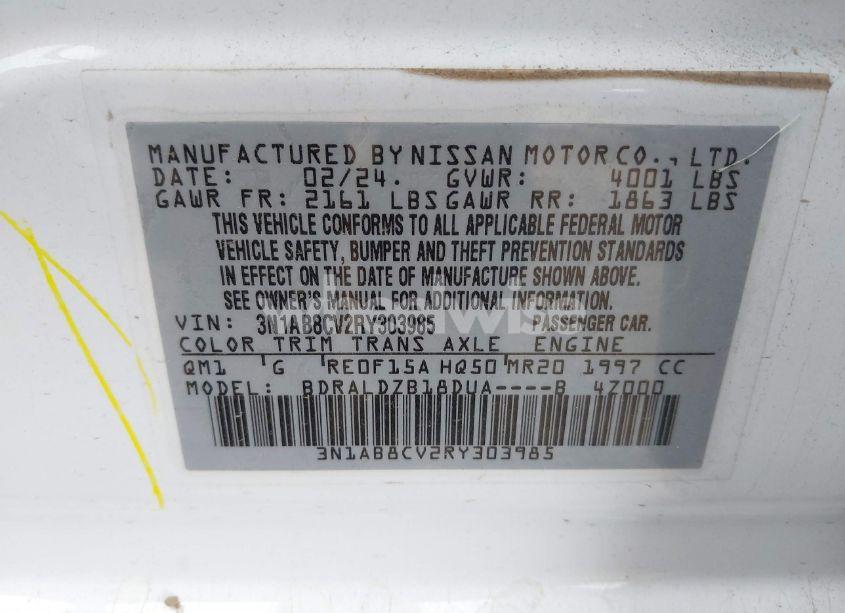 MANUFACTURED BY NISSAN MOTOR CO., LTD.
DATE: 02/24. GVWR: 4001 LBS
GAWR FR: 2161 LBS GAWR RR: 1863 LBS
THIS VEHICLE CONFORMS TO ALL APPLICABLE FEDERAL MOTOR
VEHICLE SAFETY, BUMPER AND THEFT PREVENTION STANDARDS
IN EFFECT ON THE DATE OF MANUFACTURE SHOWN ABOVE.
SEE OWNER'S MANUAL FOR ADDITIONAL INFORMATION.
VIN: 3N1AB8CV2RY303985 PASSENGER CAR.
COLOR TRIM TRANS AXLE ENGINE
QM1 G RE0F15A HQ50 MR20 1997 CC
MODEL: BDRALDZB18DUA----B 4Z000
3N1AB8CV2RY303985